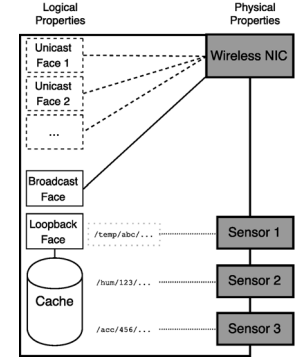 Logical
Properties
Physical
Properties
Unicast
Face 1
Wireless NIC
Unicast
Face 2
...
Broadcast
Face
Loopback
Face
/temp/abc/...
Sensor 1
Cache
/hum/123/...
Sensor 2
/acc/456/...
Sensor 3